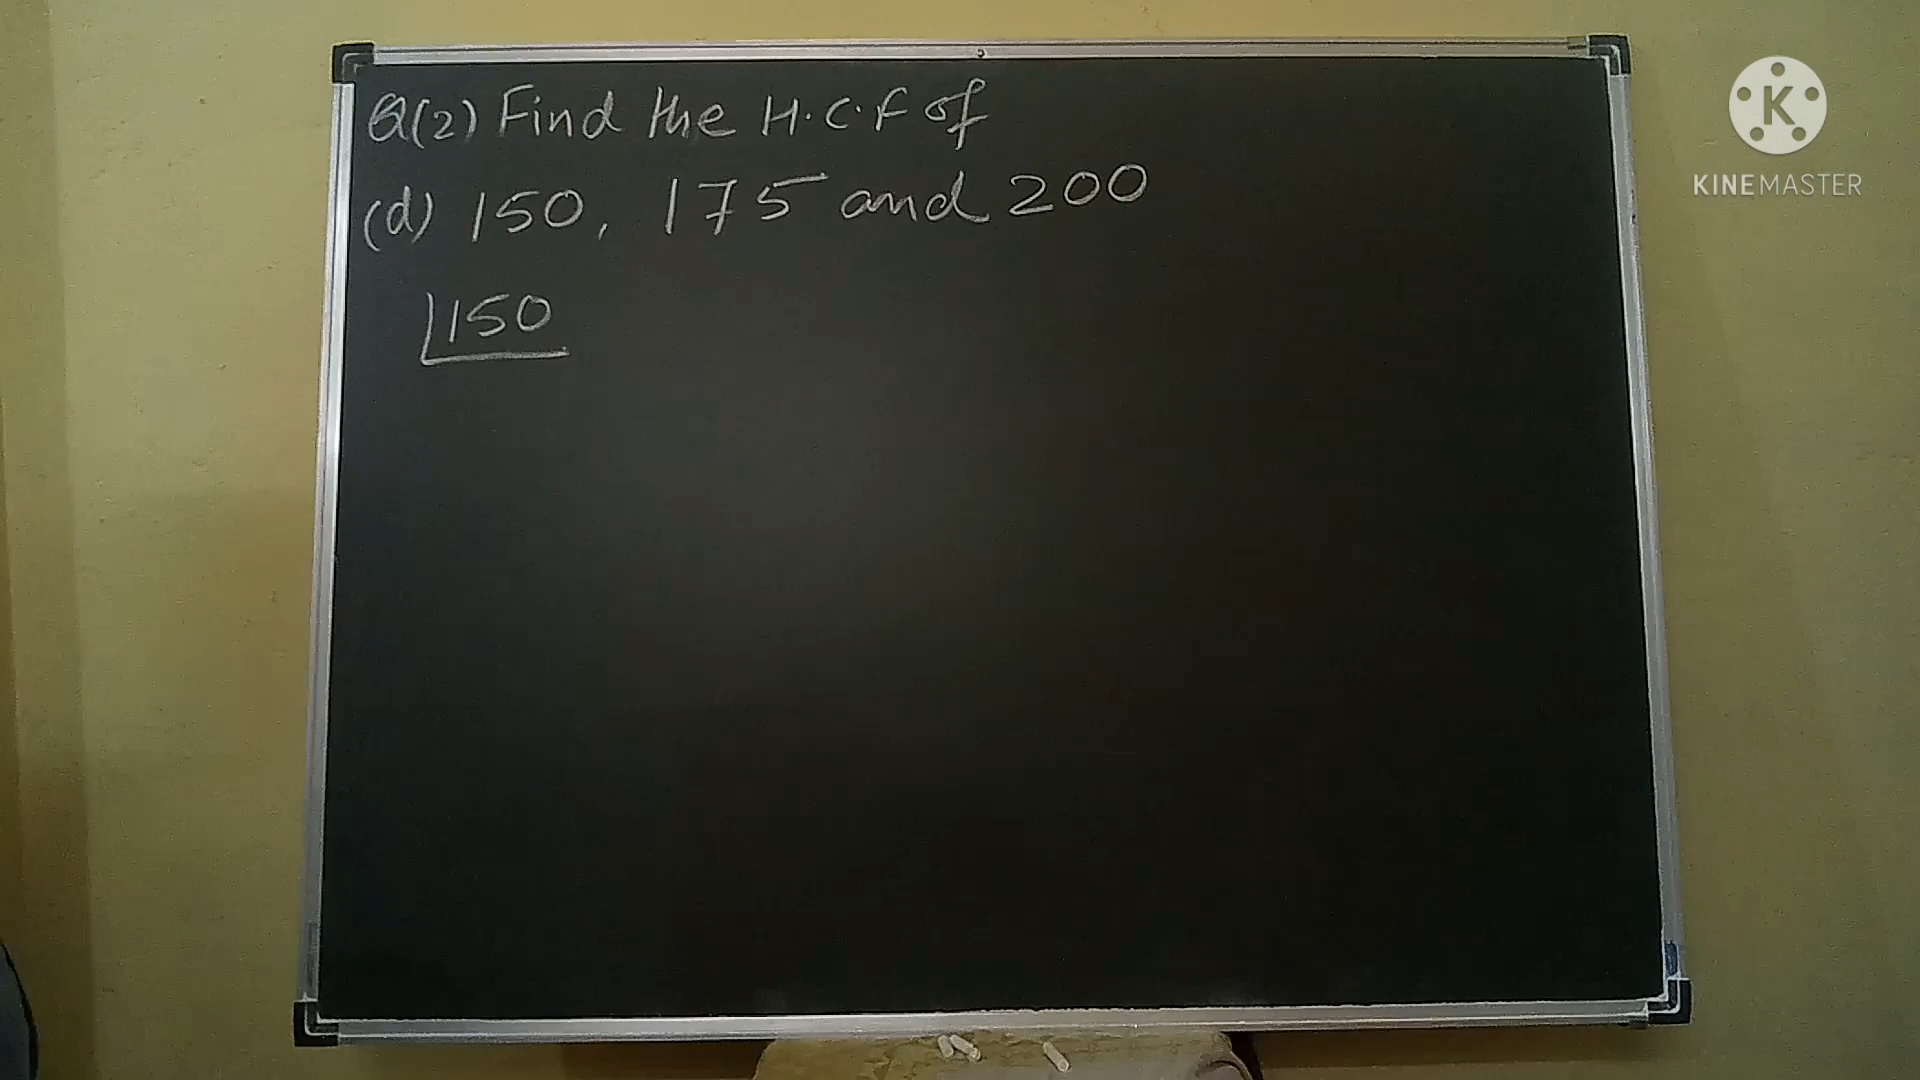 Q(2) Find the H.C.F of
(d) 150, 175 and 200
150
K
KINEMASTER